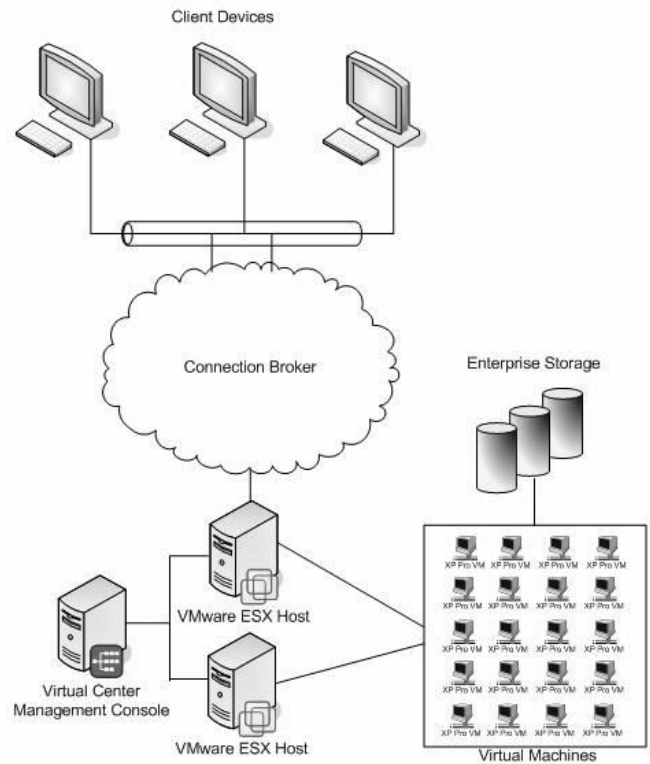 Client Devices
Connection Broker
Enterprise Storage
VMware ESX Host
XP Pro VM XP Pro VM XP Pro VM XP Pro VM
XP Pro VM XP Pro VM XP Pro VM XP Pro VM
XP Pro VM XP Pro VM XP Pro VM XP Pro VM
XP Pro VM XP Pro VM XP Pro VM XP Pro VM
XP Pro VM XP Pro VM XP Pro VM XP Pro VM
Virtual Center
Management Console
VMware ESX Host
Virtual Machines